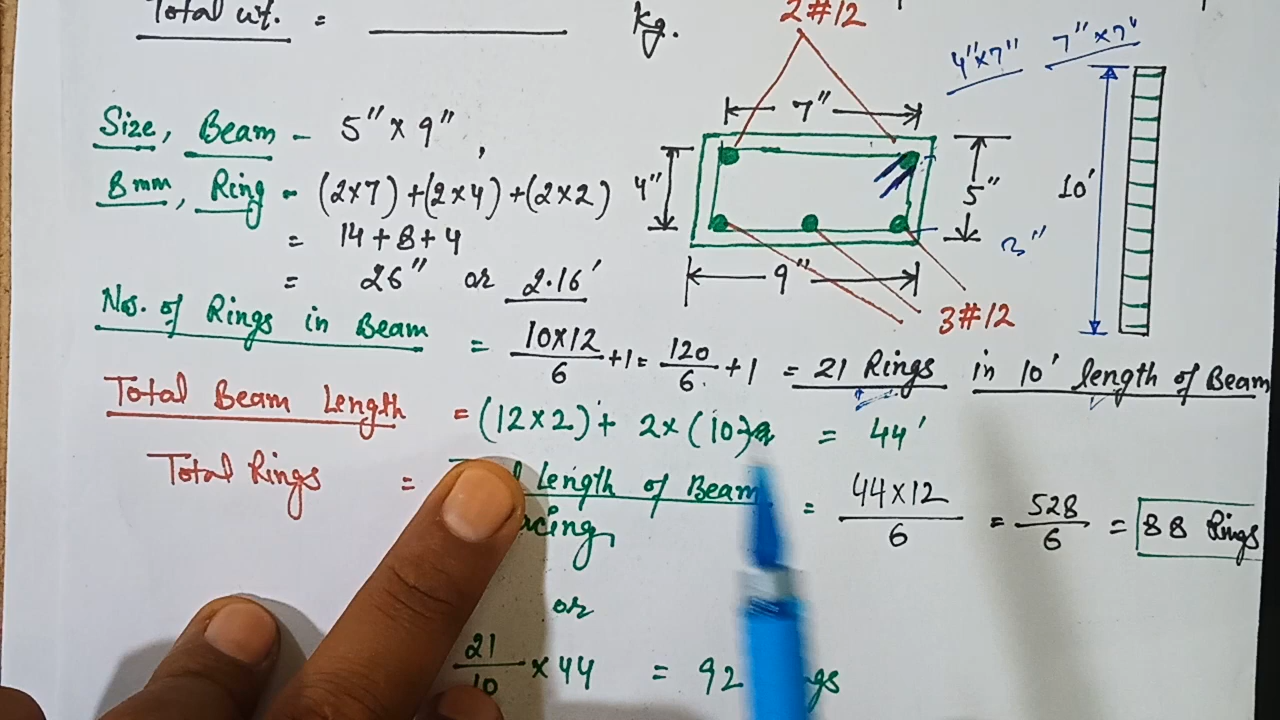 Total wt. = kg.
2#12
4"x7" 7"x7"
7"
Size, Beam - 5" x 9",
8mm, Ring - (2x7) + (2x4) + (2x2)
= 14 + 8 + 4
= 26" or 2.16'
4"
5"
3"
9"
10'
3#12
Nos. of Rings in Beam = 10x12/6 +1 = 120/6 + 1 = 21 Rings in 10' length of Beam
Total Beam Length = (12x2) + 2x(10) = 44'
Total Rings = Length of Beam / = 44x12/6 = 528/6 = 88 Rings
or
21/10 x 44 = 92